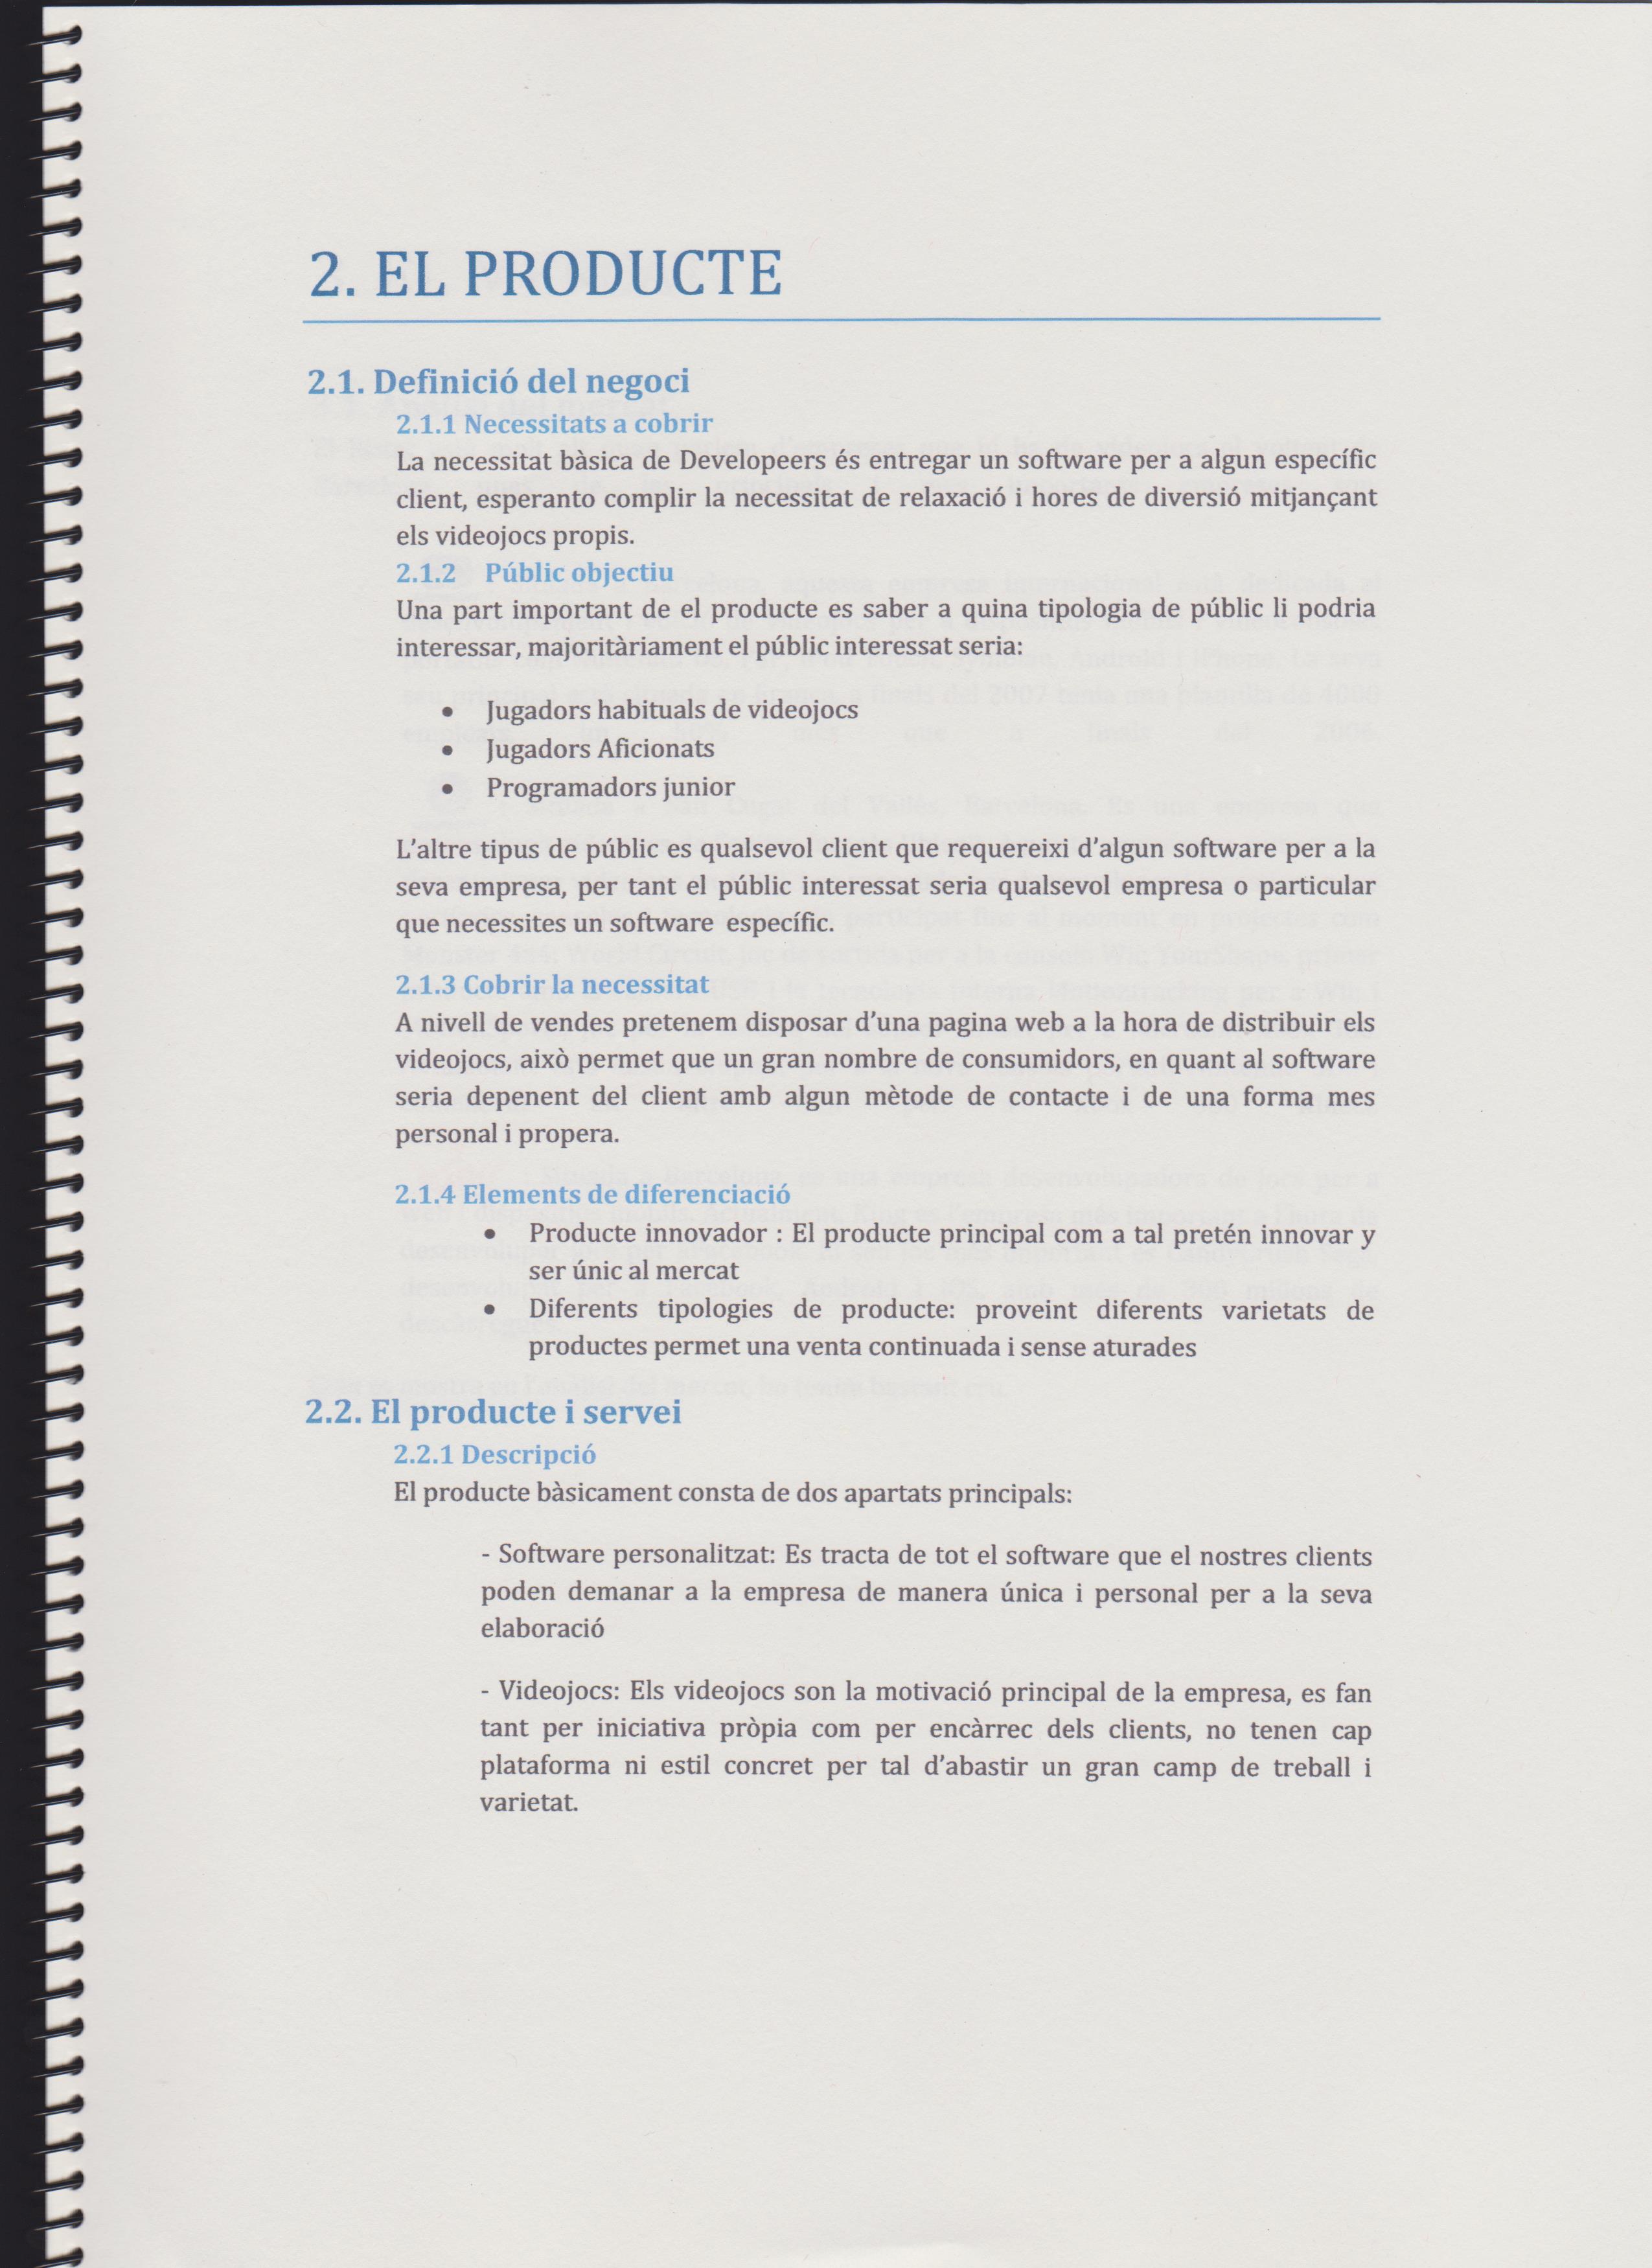 2. EL PRODUCTE
2.1. Definició del negoci
2.1.1 Necessitats a cobrir
La necessitat bàsica de Developeers és entregar un software per a algun específic
client, esperanto complir la necessitat de relaxació i hores de diversió mitjançant
els videojocs propis.
2.1.2 Públic objectiu
Una part important de el producte es saber a quina tipologia de públic li podria
interessar, majoritàriament el públic interessat seria:
• Jugadors habituals de videojocs
• Jugadors Aficionats
• Programadors junior
L'altre tipus de públic es qualsevol client que requereixi d'algun software per a la
seva empresa, per tant el públic interessat seria qualsevol empresa o particular
que necessites un software específic.
2.1.3 Cobrir la necessitat
A nivell de vendes pretenem disposar d'una pagina web a la hora de distribuir els
videojocs, això permet que un gran nombre de consumidors, en quant al software
seria depenent del client amb algun mètode de contacte i de una forma mes
personal i propera.
2.1.4 Elements de diferenciació
• Producte innovador : El producte principal com a tal pretén innovar y
ser únic al mercat
• Diferents tipologies de producte: proveint diferents varietats de
productes permet una venta continuada i sense aturades
2.2. El producte i servei
2.2.1 Descripció
El producte bàsicament consta de dos apartats principals:
- Software personalitzat: Es tracta de tot el software que el nostres clients
poden demanar a la empresa de manera única i personal per a la seva
elaboració
- Videojocs: Els videojocs son la motivació principal de la empresa, es fan
tant per iniciativa pròpia com per encàrrec dels clients, no tenen cap
plataforma ni estil concret per tal d'abastir un gran camp de treball i
varietat.